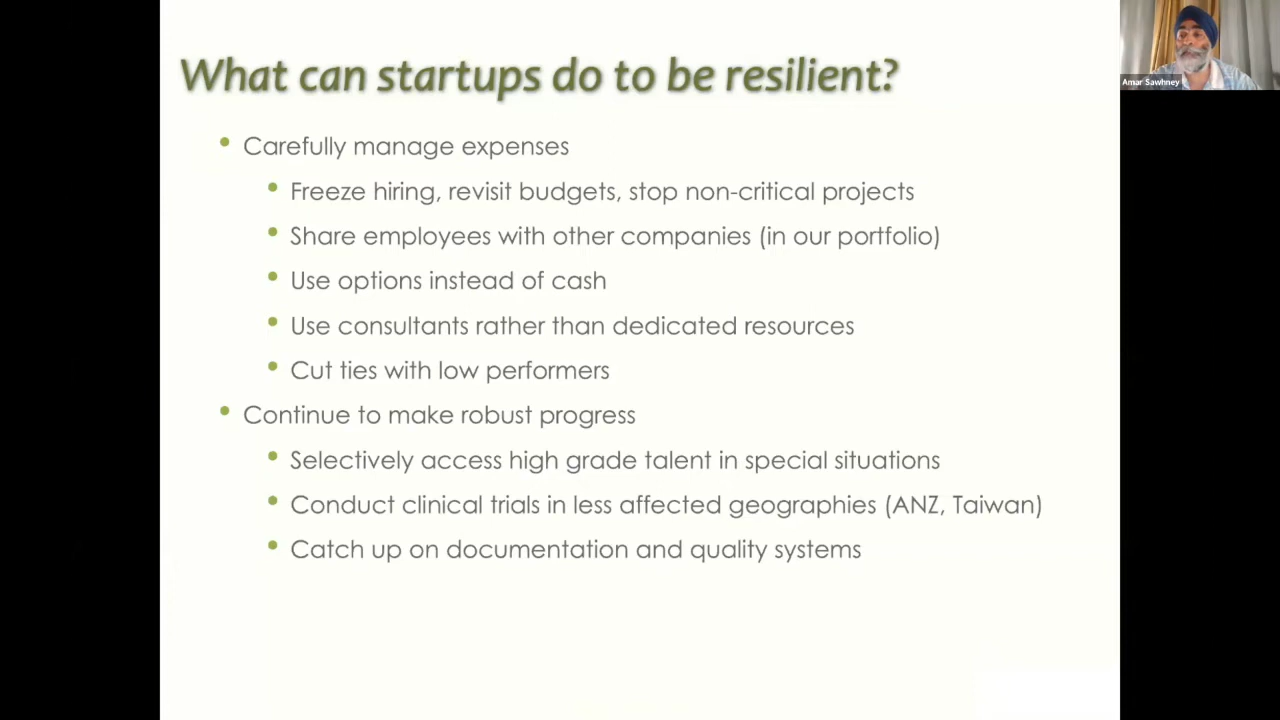 What can startups do to be resilient?
Amar Sawhney
• Carefully manage expenses
• Freeze hiring, revisit budgets, stop non-critical projects
• Share employees with other companies (in our portfolio)
• Use options instead of cash
• Use consultants rather than dedicated resources
• Cut ties with low performers
• Continue to make robust progress
• Selectively access high grade talent in special situations
• Conduct clinical trials in less affected geographies (ANZ, Taiwan)
• Catch up on documentation and quality systems